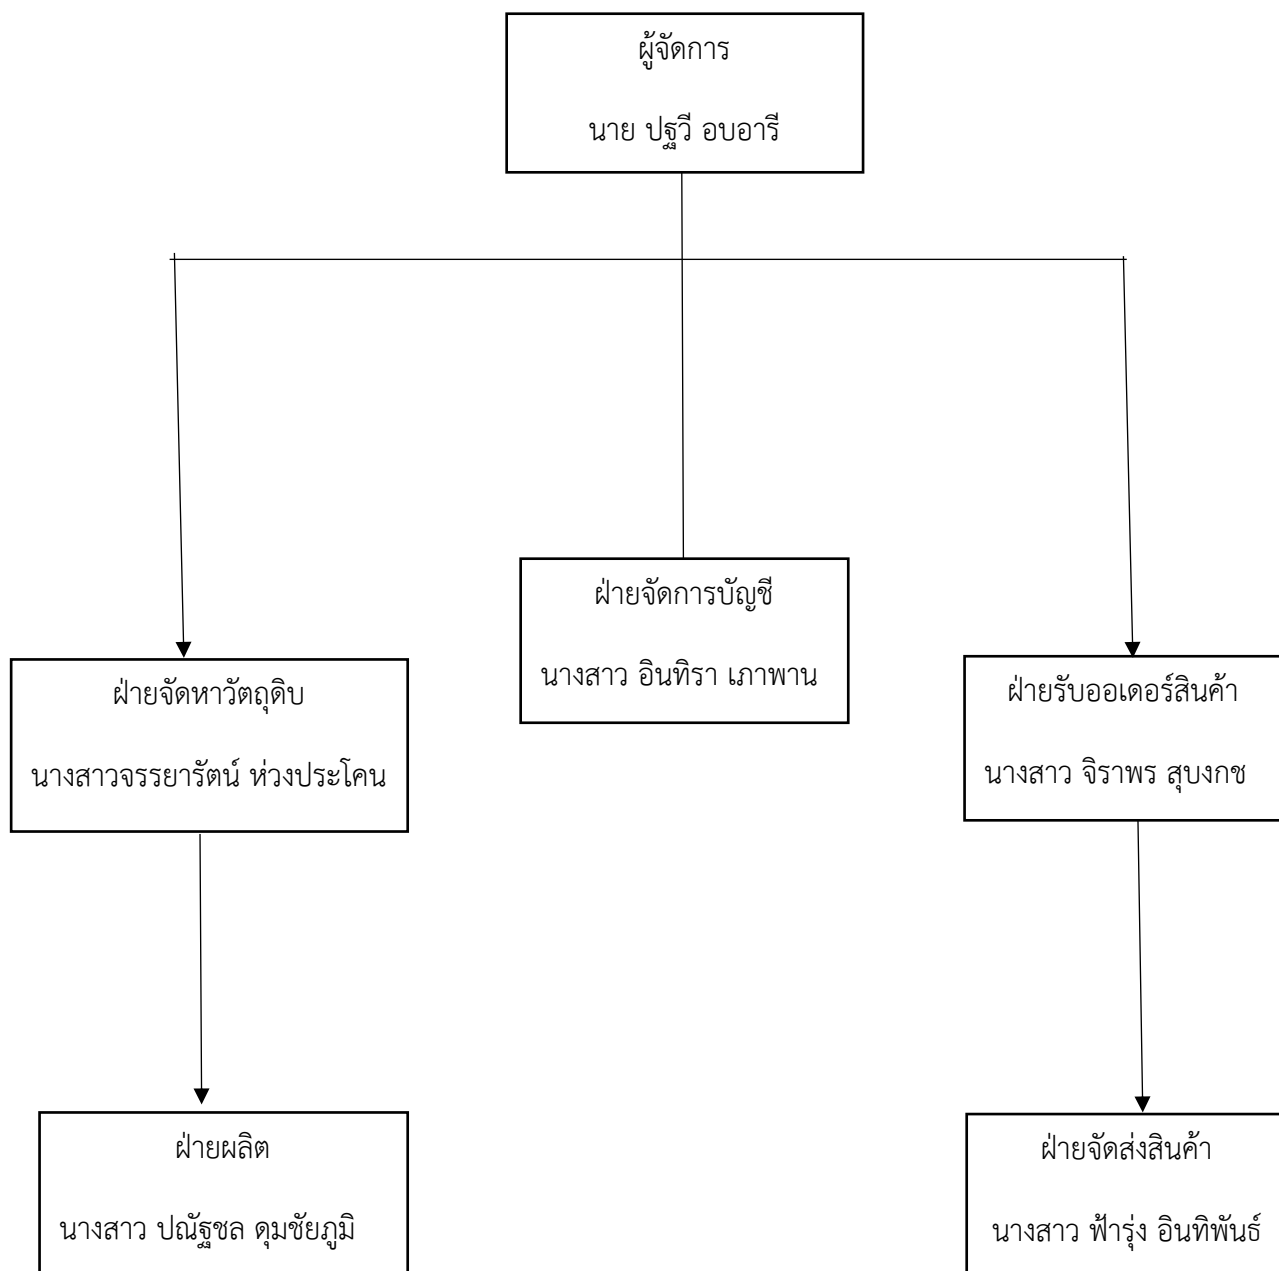 ผู้จัดการ
นาย ปฐวี อบอารี
ฝ่ายจัดการบัญชี
นางสาว อินทิรา เภาพาน
ฝ่ายจัดหาวัตถุดิบ
นางสาวจรรยารัตน์ ห่วงประโคน
ฝ่ายรับออเดอร์สินค้า
นางสาว จิราพร สุบงกช
ฝ่ายผลิต
นางสาว ปณัฐชล ดุมชัยภูมิ
ฝ่ายจัดส่งสินค้า
นางสาว ฟ้ารุ่ง อินทิพันธ์